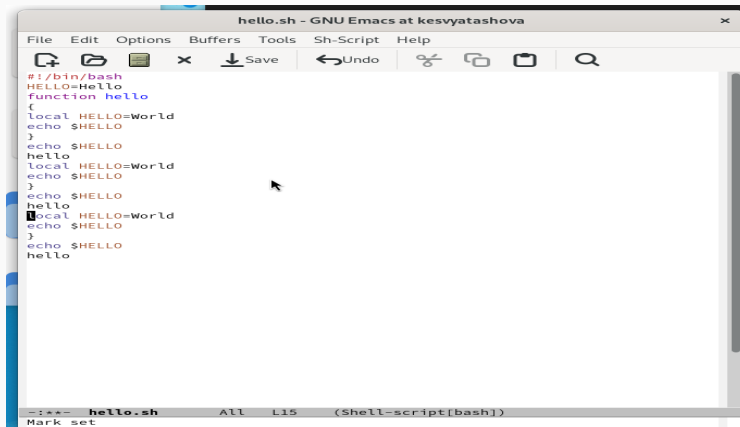 hello.sh - GNU Emacs at kesvyatashova ×
File Edit Options Buffers Tools Sh-Script Help
Save Undo
#!/bin/bash
HELLO=Hello
function hello
{
local HELLO=World
echo $HELLO
}
echo $HELLO
hello
local HELLO=World
echo $HELLO
}
echo $HELLO
hello
local HELLO=World
echo $HELLO
}
echo $HELLO
hello
-:**- hello.sh All L15 (Shell-script[bash])
Mark set